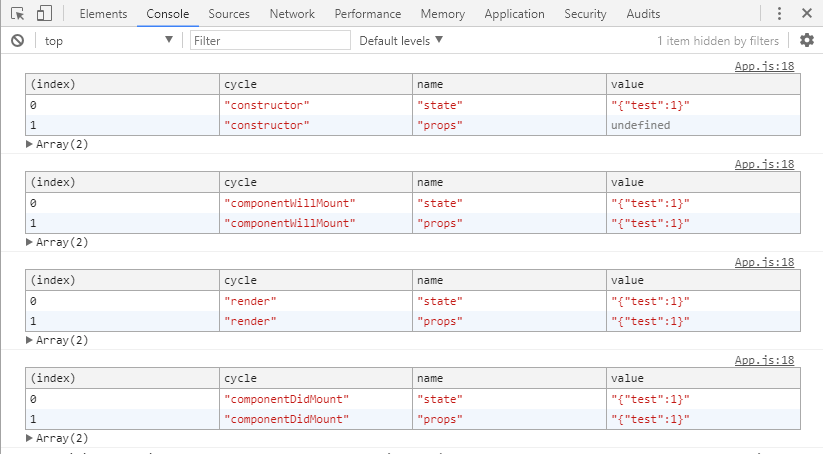 Elements Console Sources Network Performance Memory Application Security Audits
top Filter Default levels 1 item hidden by filters
App.js:18
(index) cycle name value
0 "constructor" "state" "{"test":1}"
1 "constructor" "props" undefined
Array(2)
App.js:18
(index) cycle name value
0 "componentWillMount" "state" "{"test":1}"
1 "componentWillMount" "props" "{"test":1}"
Array(2)
App.js:18
(index) cycle name value
0 "render" "state" "{"test":1}"
1 "render" "props" "{"test":1}"
Array(2)
App.js:18
(index) cycle name value
0 "componentDidMount" "state" "{"test":1}"
1 "componentDidMount" "props" "{"test":1}"
Array(2)